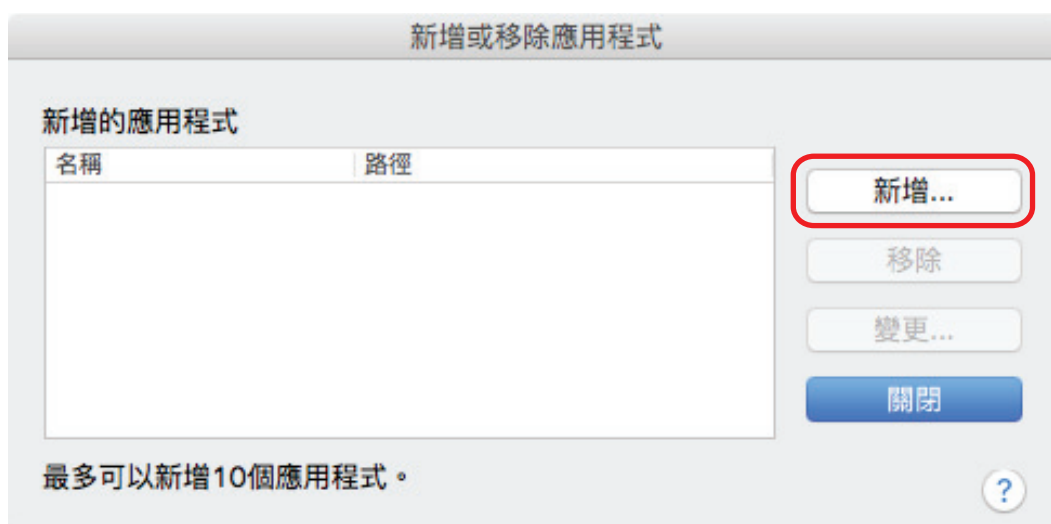 新增或移除應用程式
新增的應用程式
名稱 路徑
新增...
移除
變更...
關閉
最多可以新增10個應用程式。
?